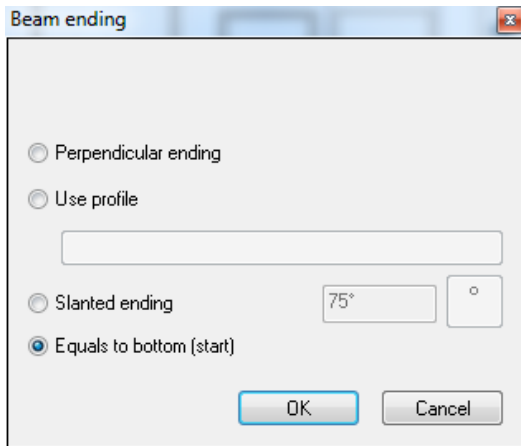 Beam ending
Perpendicular ending
Use profile
Slanted ending 75° °
Equals to bottom (start)
OK Cancel